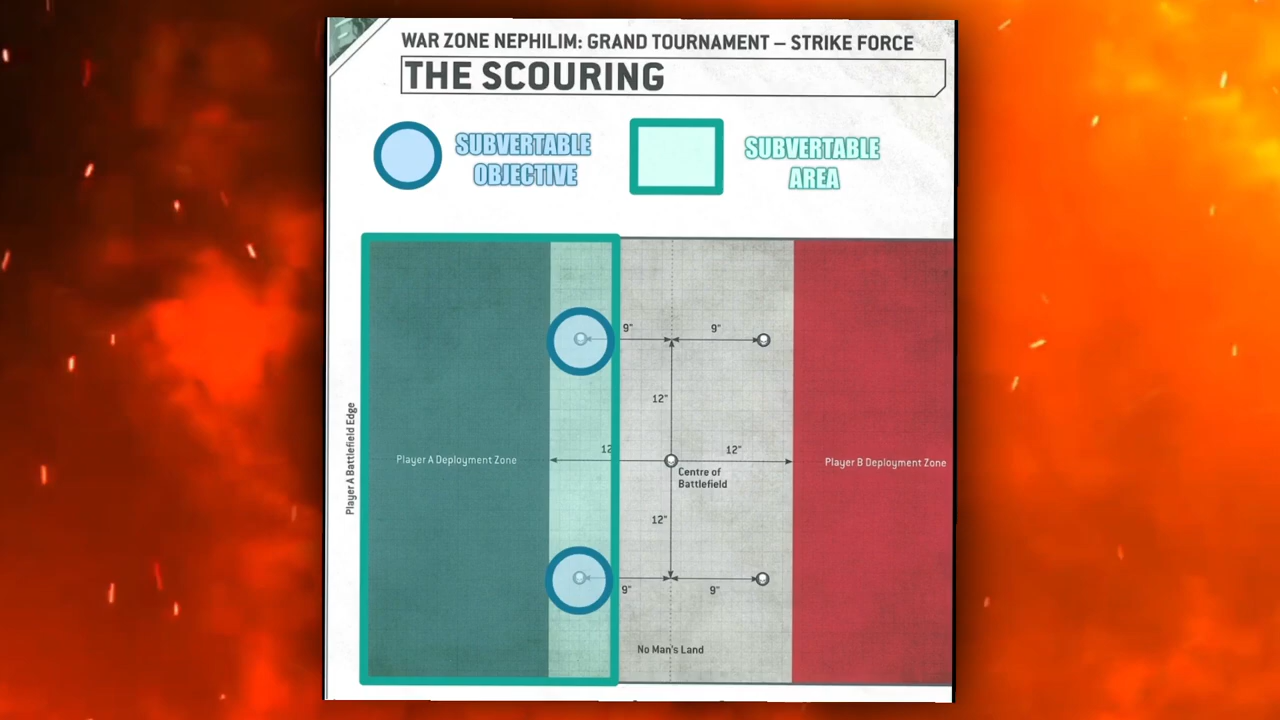 WAR ZONE NEPHILIM: GRAND TOURNAMENT – STRIKE FORCE
THE SCOURING
SUBVERTABLE
OBJECTIVE
SUBVERTABLE
AREA
9"
9"
12"
12
12"
Player A Battlefield Edge
Player A Deployment Zone
Centre of
Battlefield
Player B Deployment Zone
12"
9"
9"
No Man's Land